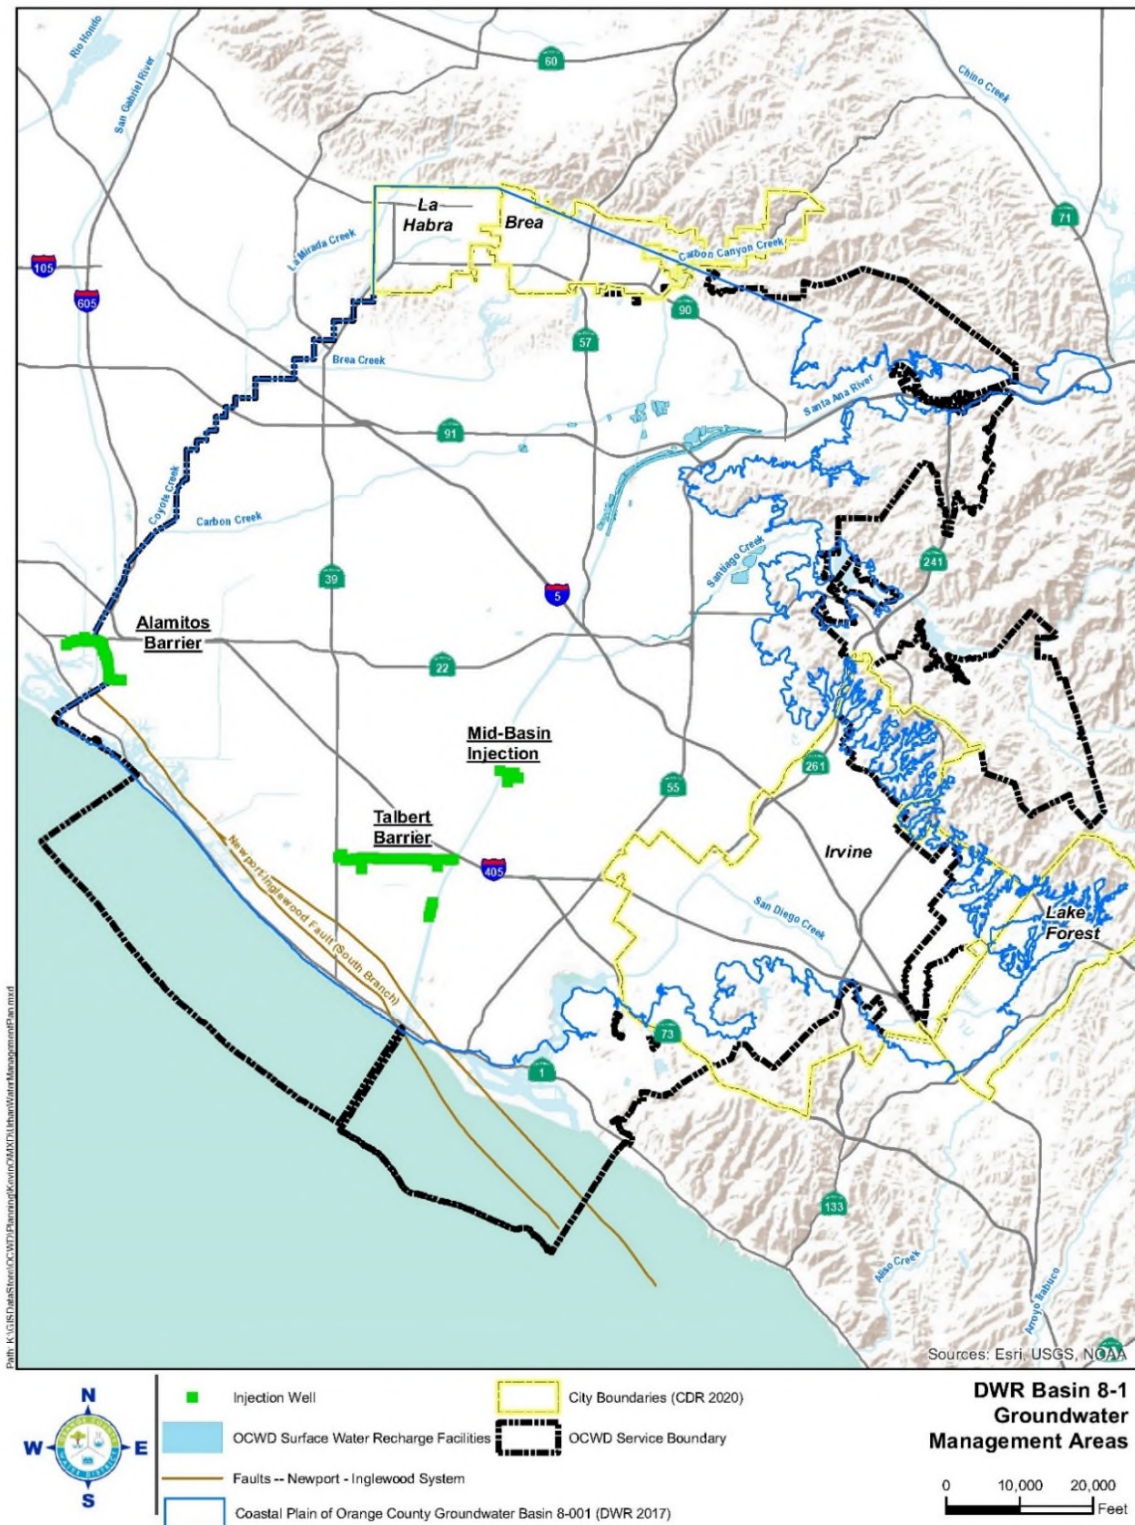 Rio Hondo
San Gabriel River
60
Chino Creek
71
La
Habra
Brea
Carbon Canyon Creek
La Mirada Creek
105
605
90
57
Brea Creek
Santa Ana River
91
Coyote Creek
Carbon Creek
Santiago Creek
241
39
5
Alamitos
Barrier
22
Mid-Basin
Injection
261
55
Talbert
Barrier
405
Newport-Inglewood Fault (South Branch)
Irvine
San Diego Creek
Lake
Forest
73
1
133
Aliso Creek
Arroyo Trabuco
Sources: Esri, USGS, NOAA
N
W
E
S
Injection Well
OCWD Surface Water Recharge Facilities
Faults -- Newport - Inglewood System
Coastal Plain of Orange County Groundwater Basin 8-001 (DWR 2017)
City Boundaries (CDR 2020)
OCWD Service Boundary
DWR Basin 8-1
Groundwater
Management Areas
0 10,000 20,000
Feet